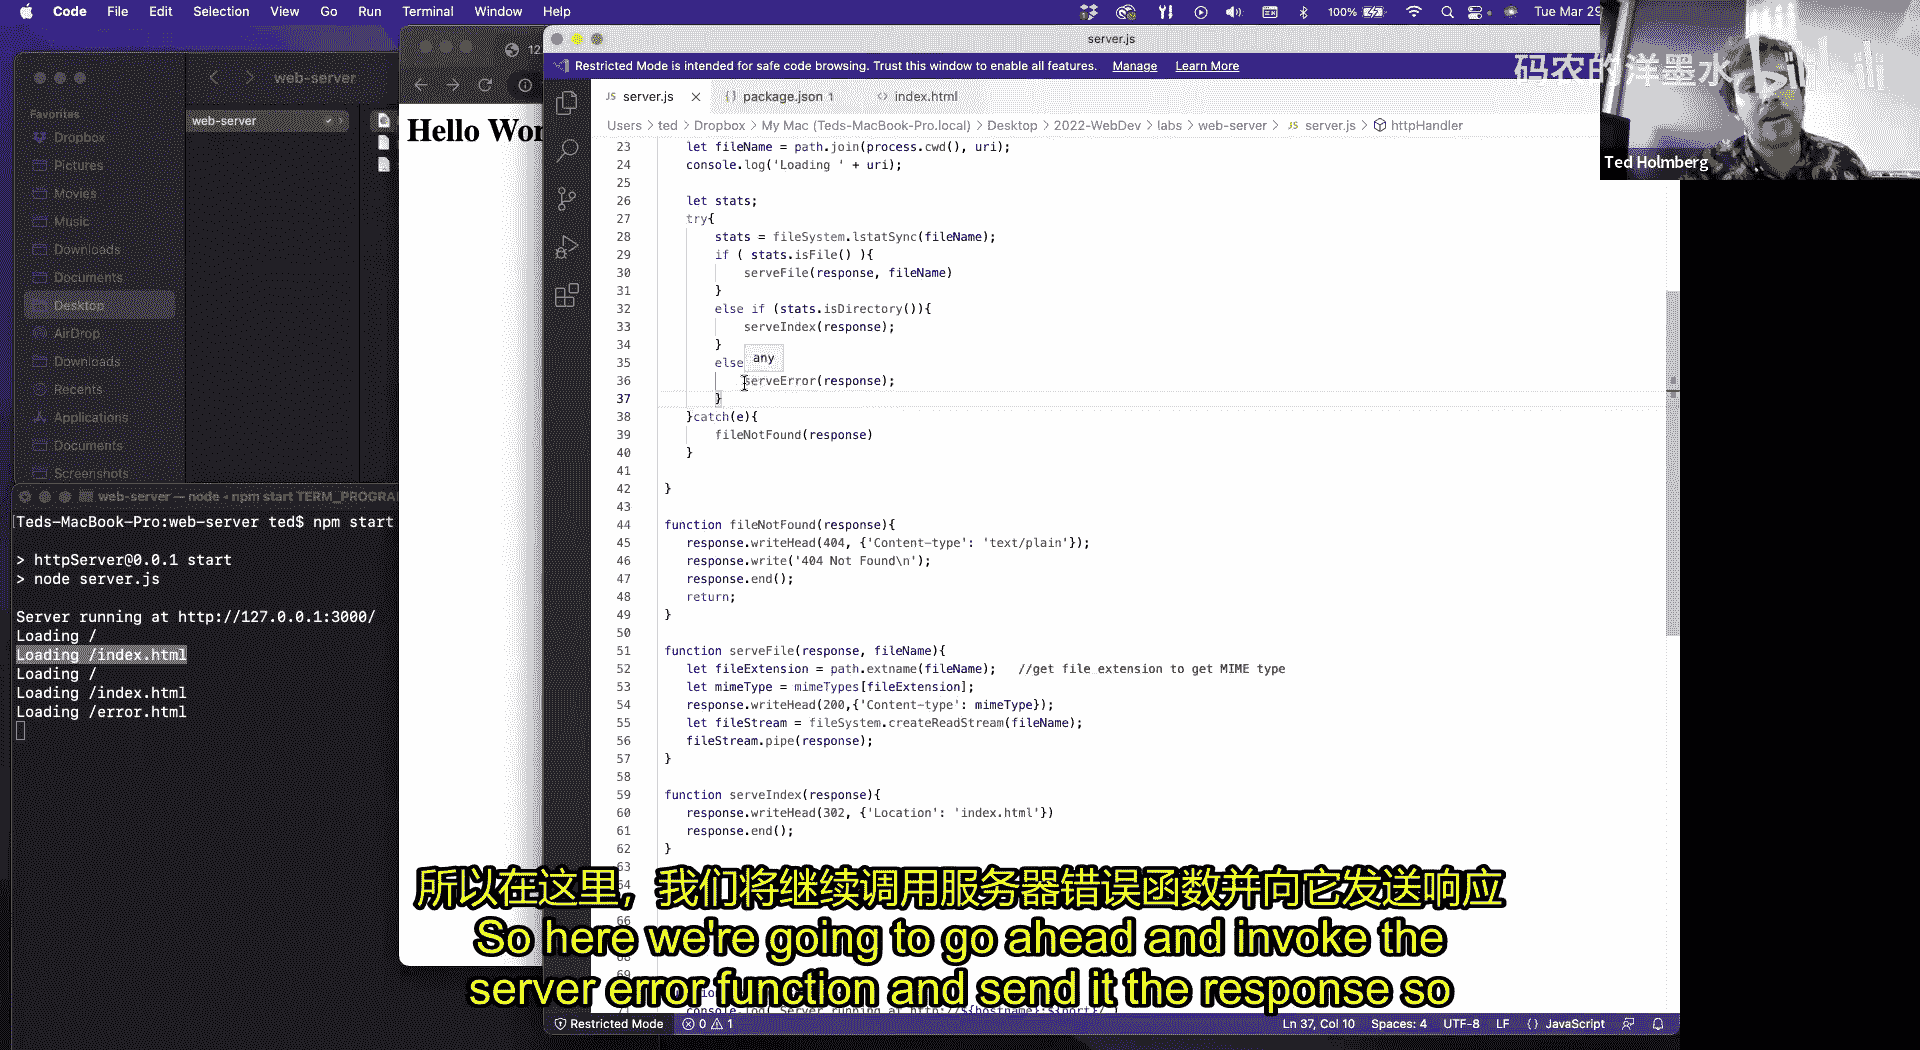 Code File Edit Selection View Go Run Terminal Window Help
100%
Tue Mar 29
server.js
Restricted Mode is intended for safe code browsing. Trust this window to enable all features. Manage Learn More
码农的洋墨水
Ted Holmberg
web-server
Favorites
Dropbox
Pictures
Movies
Music
Downloads
Documents
Desktop
AirDrop
Downloads
Recents
Applications
Documents
Screenshots
web-server
12
Hello Wor
JS server.js
{} package.json 1
<> index.html
Users > ted > Dropbox > My Mac (Teds-MacBook-Pro.local) > Desktop > 2022-WebDev > labs > web-server > JS server.js > httpHandler
23 let fileName = path.join(process.cwd(), uri);
24 console.log('Loading ' + uri);
25
26 let stats;
27 try{
28 stats = fileSystem.lstatSync(fileName);
29 if ( stats.isFile() ){
30 serveFile(response, fileName)
31 }
32 else if (stats.isDirectory()){
33 serveIndex(response);
34 }
35 else
any
36 serveError(response);
37 }
38 }catch(e){
39 fileNotFound(response)
40 }
41
42 }
43
44 function fileNotFound(response){
45 response.writeHead(404, {'Content-type': 'text/plain'});
46 response.write('404 Not Found\n');
47 response.end();
48 return;
49 }
50
51 function serveFile(response, fileName){
52 let fileExtension = path.extname(fileName); //get file extension to get MIME type
53 let mimeType = mimeTypes[fileExtension];
54 response.writeHead(200,{'Content-type': mimeType});
55 let fileStream = fileSystem.createReadStream(fileName);
56 fileStream.pipe(response);
57 }
58
59 function serveIndex(response){
60 response.writeHead(302, {'Location': 'index.html'})
61 response.end();
62 }
63
web-server — node ◂ npm start TERM_PROGRA
Teds-MacBook-Pro:web-server ted$ npm start
> httpServer@0.0.1 start
> node server.js
Server running at http://127.0.0.1:3000/
Loading /
Loading /index.html
Loading /
Loading /index.html
Loading /error.html
所以在这里，我们将继续调用服务器错误函数并向它发送响应
So here we're going to go ahead and invoke the
server error function and send it the response so
Restricted Mode 0 1
Ln 37, Col 10 Spaces: 4 UTF-8 LF {} JavaScript